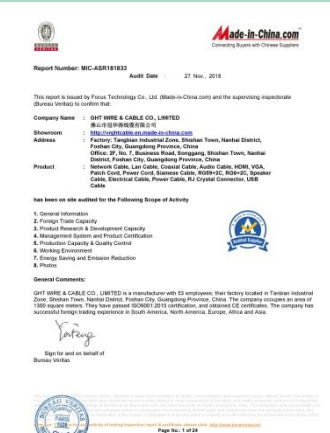 Made-in-China.com
Connecting Buyers with Chinese Suppliers
Report Number: MIC-ASR181833
Audit Date : 27 Nov., 2018
This report is issued by Focus Technology Co., Ltd. (Made-in-China.com) and the supervising inspectorate
(Bureau Veritas) to confirm that:
Company Name : GHT WIRE & CABLE CO., LIMITED
Showroom : http://vrghtcable.en.made-in-china.com
Address : Factory: Tangbian Industrial Zone, Shishan Town, Nanhai District,
Foshan City, Guangdong Province, China
Office: 2F, No. 7, Business Road, Songgang, Shishan Town, Nanhai
District, Foshan City, Guangdong Province, China
Product : Network Cable, Lan Cable, Coaxial Cable, Audio Cable, HDMI, VGA,
Patch Cord, Power Cord, Siamese Cable, RG59+2C, RG6+2C, Speaker
Cable, Electrical Cable, Power Cable, RJ Crystal Connector, USB
Cable
has been on site audited for the Following Scope of Activity
1. General Information
2. Foreign Trade Capacity
3. Product Research & Development Capacity
4. Management System and Product Certification
5. Production Capacity & Quality Control
6. Working Environment
7. Energy Saving and Emission Reduction
8. Photos
Audited Supplier
General Comments:
GHT WIRE & CABLE CO., LIMITED is a manufacturer with 53 employees; their factory located in Tanbian Industrial
Zone, Shishan Town, Nanhai District, Foshan City, Guangdong Province, China. The company occupies an area of
1300 square meters. They have passed ISO9001:2015 certification, and obtained CE certificates. The company has
successful foreign trading experience in South America, North America, Europe, Africa and Asia.
Sign for and on behalf of
Bureau Veritas
BUREAU VERITAS
Page No.: 1 of 24